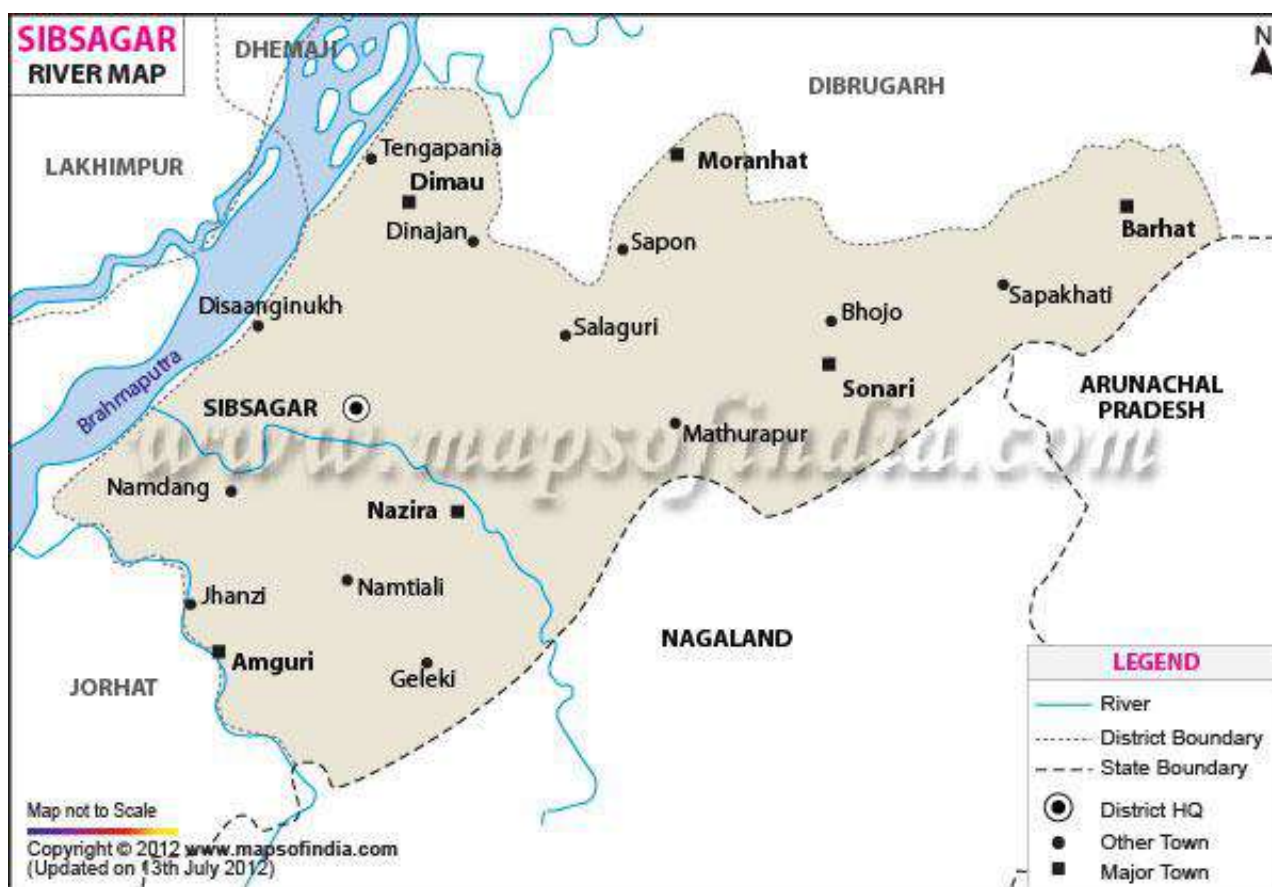 SIBSAGAR
RIVER MAP
DHEMAJI
DIBRUGARH
N
LAKHIMPUR
Tengapania
Moranhat
Dimau
Dinajan
Sapon
Barhat
Disaanginukh
Salaguri
Bhojo
Sapakhati
Brahmaputra
SIBSAGAR
Sonari
ARUNACHAL
PRADESH
Mathurapur
www.mapsofindia.com
Namdang
Nazira
Namtiali
Jhanzi
Amguri
Geleki
NAGALAND
JORHAT
LEGEND
River
District Boundary
State Boundary
District HQ
Other Town
Major Town
Map not to Scale
Copyright © 2012 www.mapsofindia.com
(Updated on 13th July 2012)